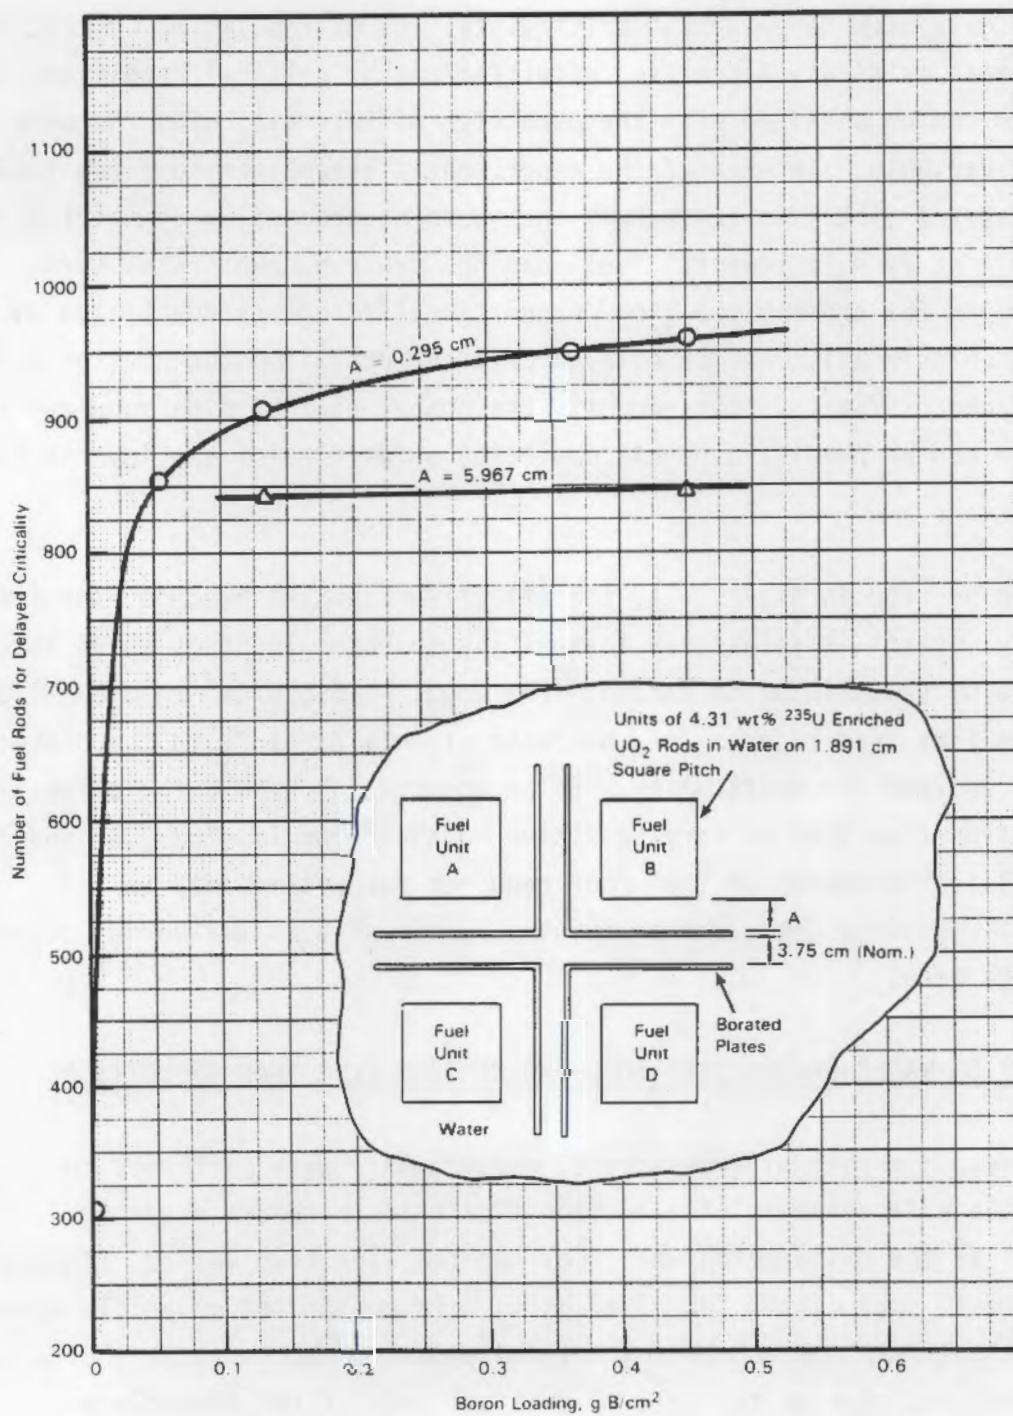 1100
1000
900
800
700
600
500
400
300
200
Number of Fuel Rods for Delayed Criticality
A = 0.295 cm
A = 5.967 cm
Units of 4.31 wt% ²³⁵U Enriched
UO₂ Rods in Water on 1.891 cm
Square Pitch
Fuel
Unit
A
Fuel
Unit
B
A
3.75 cm (Nom.)
Fuel
Unit
C
Fuel
Unit
D
Borated
Plates
Water
0 0.1 0.2 0.3 0.4 0.5 0.6
Boron Loading, g B/cm²